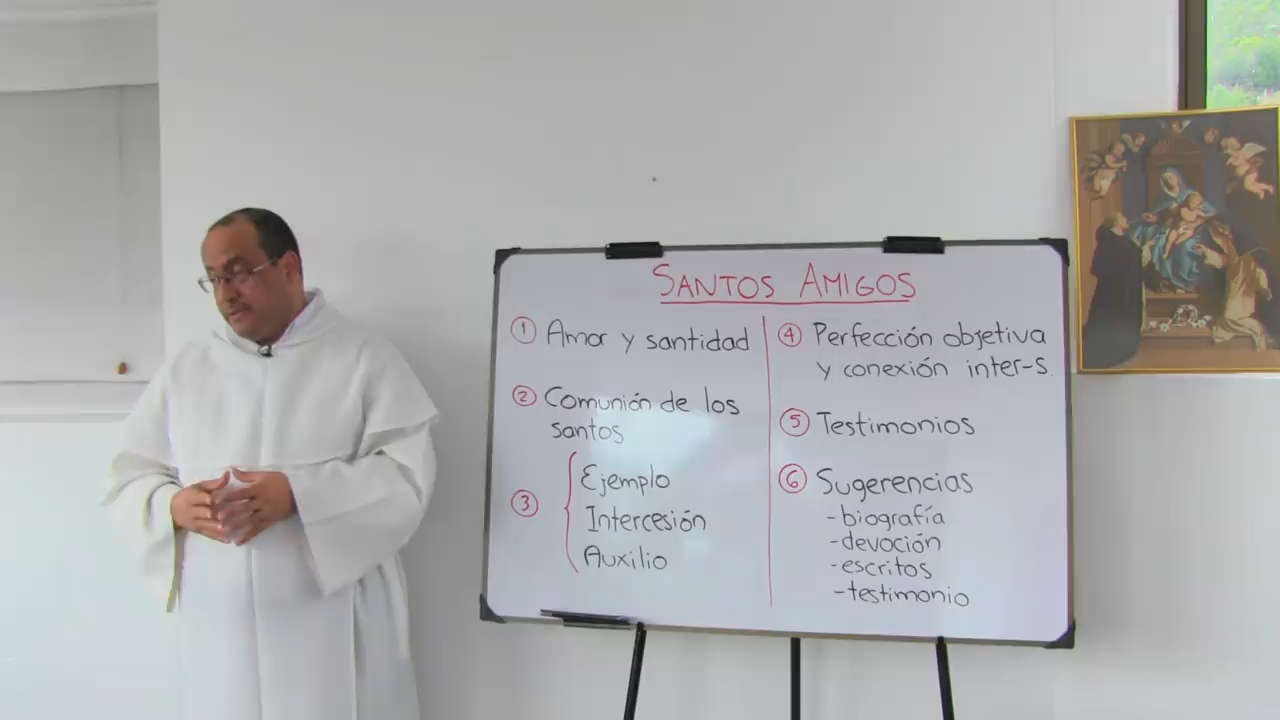 SANTOS AMIGOS
① Amor y santidad
② Comunión de los
santos
③ Ejemplo
Intercesión
Auxilio
④ Perfección objetiva
y conexión inter-s.
⑤ Testimonios
⑥ Sugerencias
- biografía
- devoción
- escritos
- testimonio